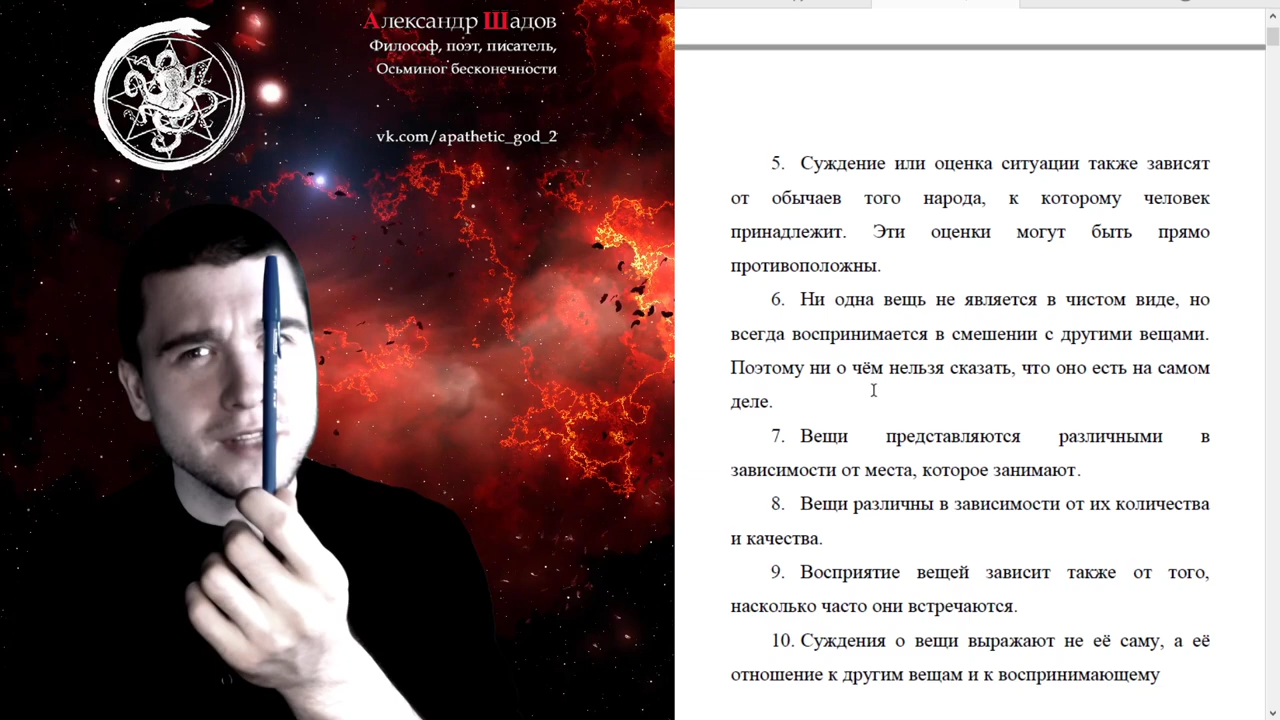 Александр Шадов
Философ, поэт, писатель,
Осьминог бесконечности
vk.com/apathetic_god_2
5. Суждение или оценка ситуации также зависят
от обычаев того народа, к которому человек
принадлежит. Эти оценки могут быть прямо
противоположны.
6. Ни одна вещь не является в чистом виде, но
всегда воспринимается в смешении с другими вещами.
Поэтому ни о чём нельзя сказать, что оно есть на самом
деле.
7. Вещи представляются различными в
зависимости от места, которое занимают.
8. Вещи различны в зависимости от их количества
и качества.
9. Восприятие вещей зависит также от того,
насколько часто они встречаются.
10. Суждения о вещи выражают не её саму, а её
отношение к другим вещам и к воспринимающему